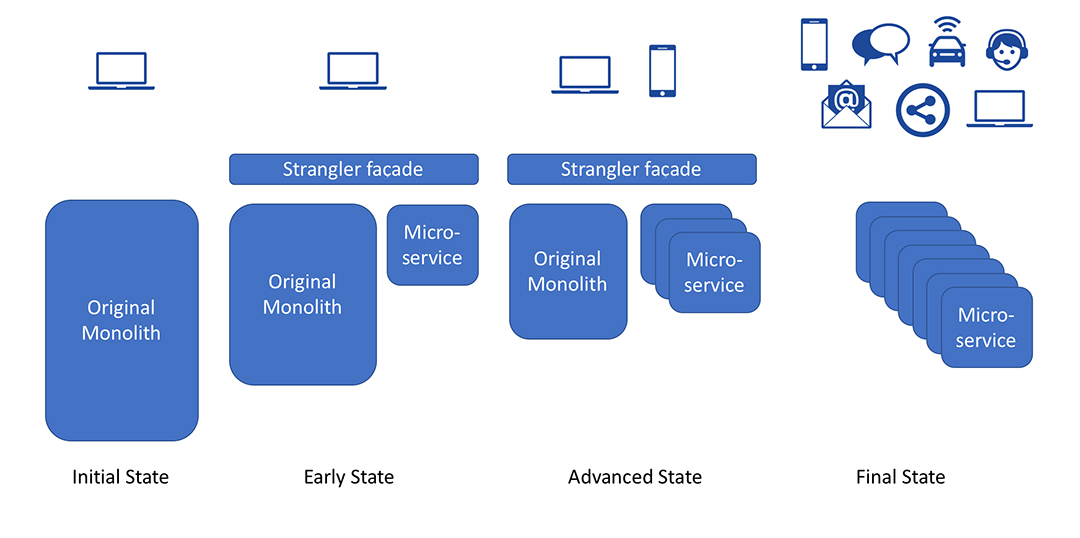 Strangler façade
Strangler façade
Original
Monolith
Original
Monolith
Micro-
service
Original
Monolith
Micro-
service
Micro-
service
Initial State
Early State
Advanced State
Final State